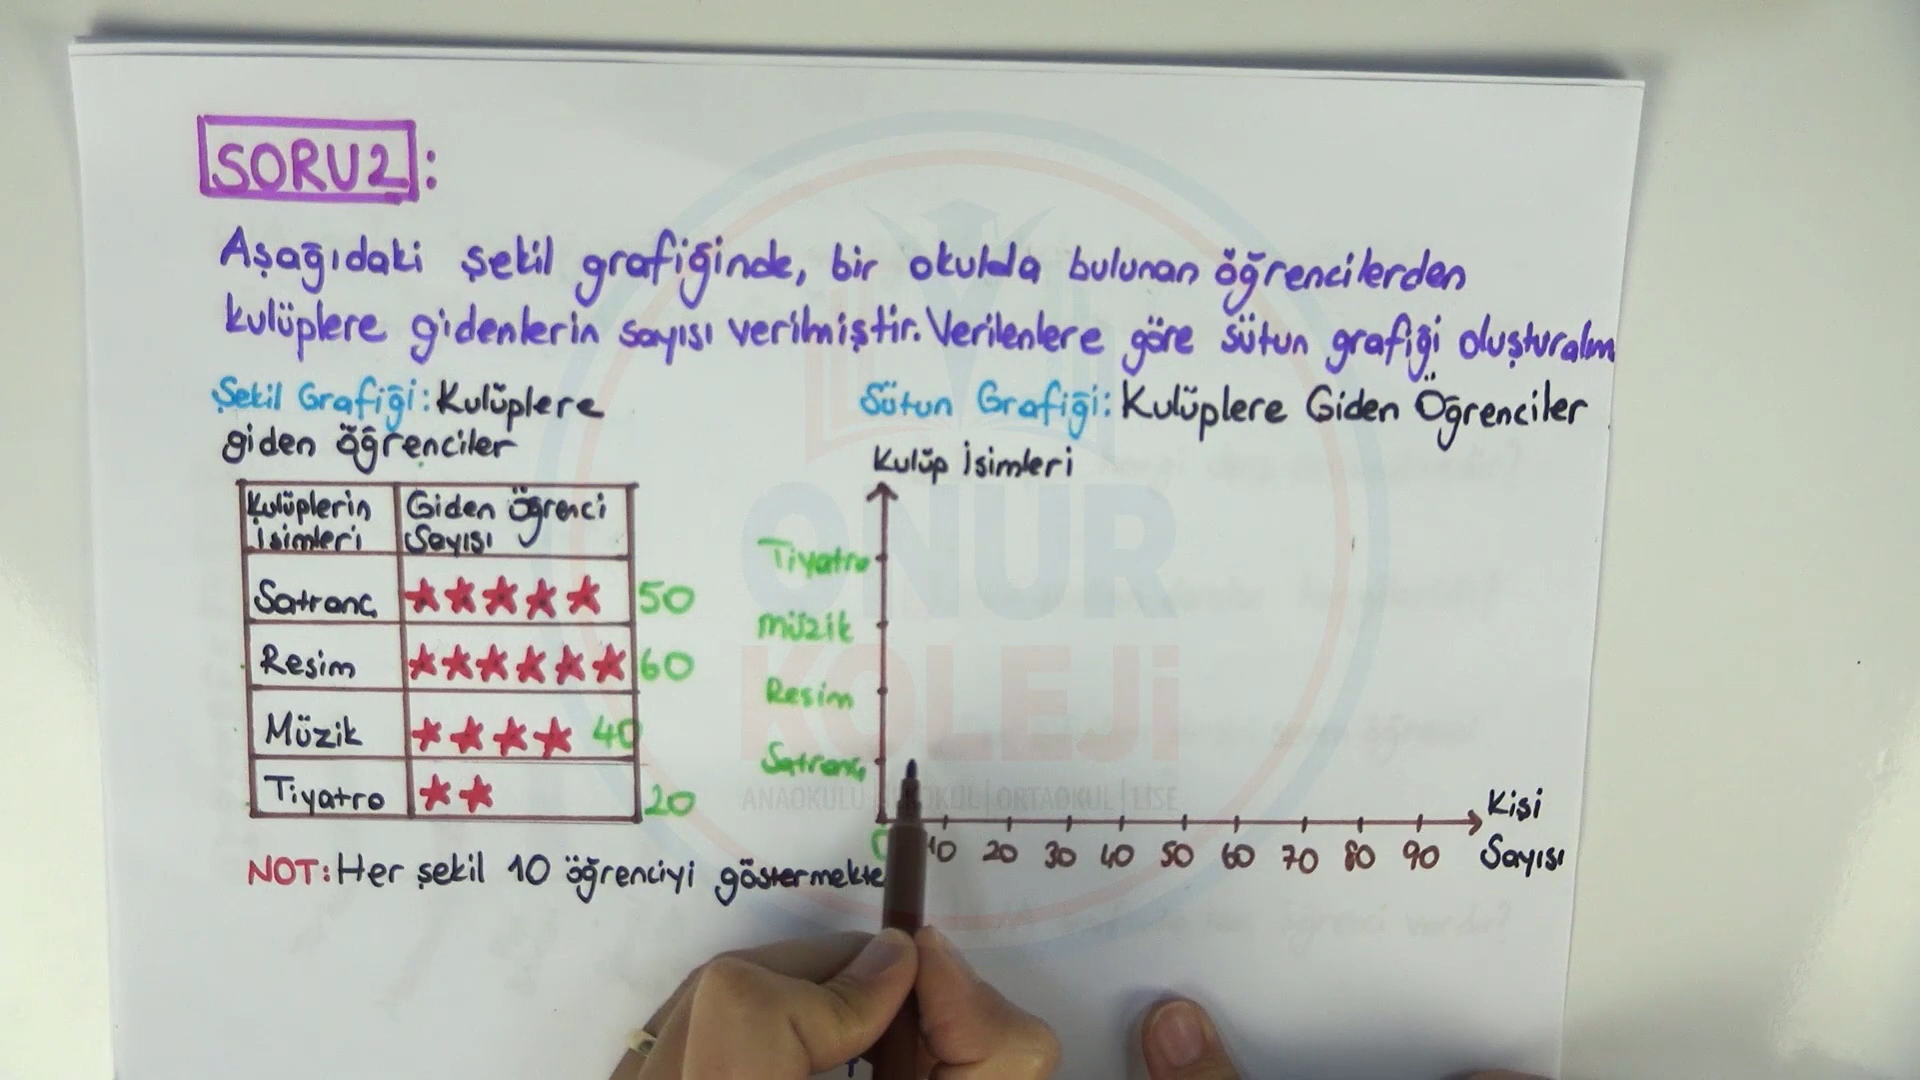 SORU2:
Aşağıdaki şekil grafiğinde, bir okulda bulunan öğrencilerden
kulüplere gidenlerin sayısı verilmiştir. Verilenlere göre sütun grafiği oluşturalım
Şekil Grafiği: Kulüplere
giden öğrenciler
Kulüplerin İsimleri
Giden Öğrenci Sayısı
Satranç 50
Resim 60
Müzik 40
Tiyatro 20
NOT: Her şekil 10 öğrenciyi göstermekte
Sütun Grafiği: Kulüplere Giden Öğrenciler
Kulüp İsimleri
Tiyatro
müzik
Resim
Satranç
0 10 20 30 40 50 60 70 80 90
Kişi
Sayısı
ONUR
KOLEJi
ANAOKULU ORTAOKUL | LİSE